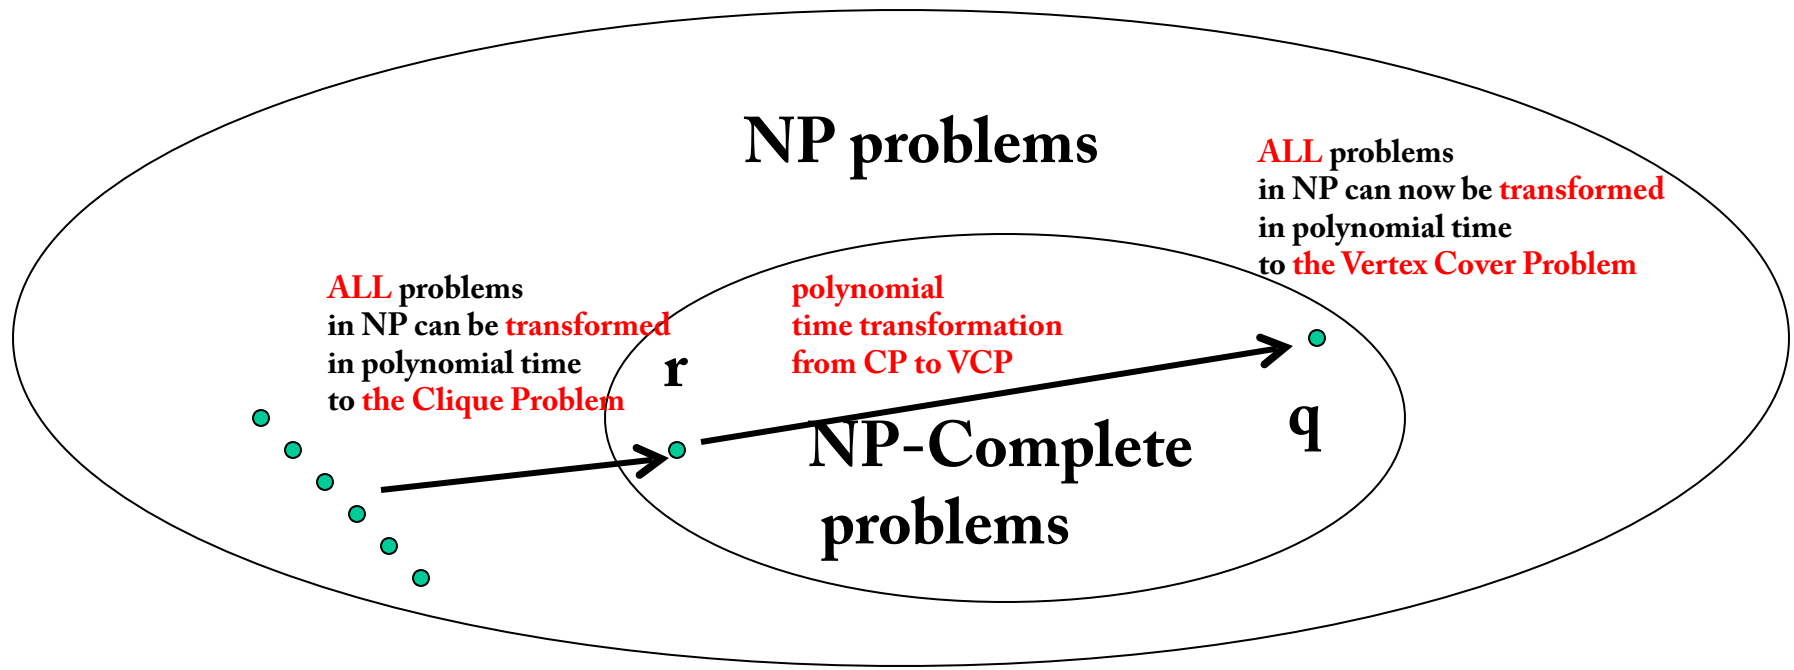 NP problems
ALL problems
in NP can now be transformed
in polynomial time
to the Vertex Cover Problem
ALL problems
in NP can be transformed
in polynomial time
to the Clique Problem
r
polynomial
time transformation
from CP to VCP
q
NP-Complete
problems